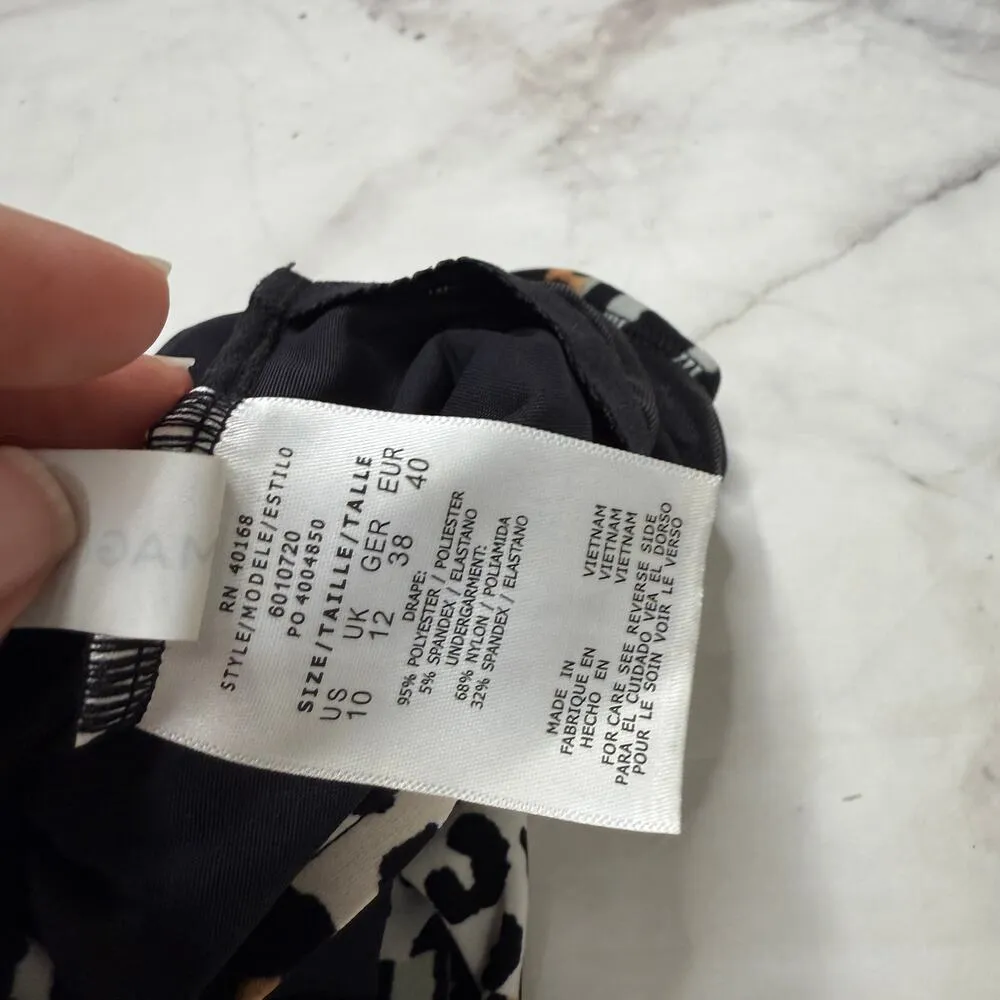 RN 40168
STYLE/MODELE/ESTILO
6010720
PO 4004850
SIZE/TAILLE/TALLE
US UK GER EUR
10 12 38 40
DRAPE:
95% POLYESTER / POLIESTER
5% SPANDEX / ELASTANO
UNDERGARMENT:
68% NYLON / POLIAMIDA
32% SPANDEX / ELASTANO
MADE IN VIETNAM
FABRIQUE EN VIETNAM
HECHO EN VIETNAM
FOR CARE SEE REVERSE SIDE
PARA EL CUIDADO VEA EL DORSO
POUR LE SOIN VOIR LE VERSO